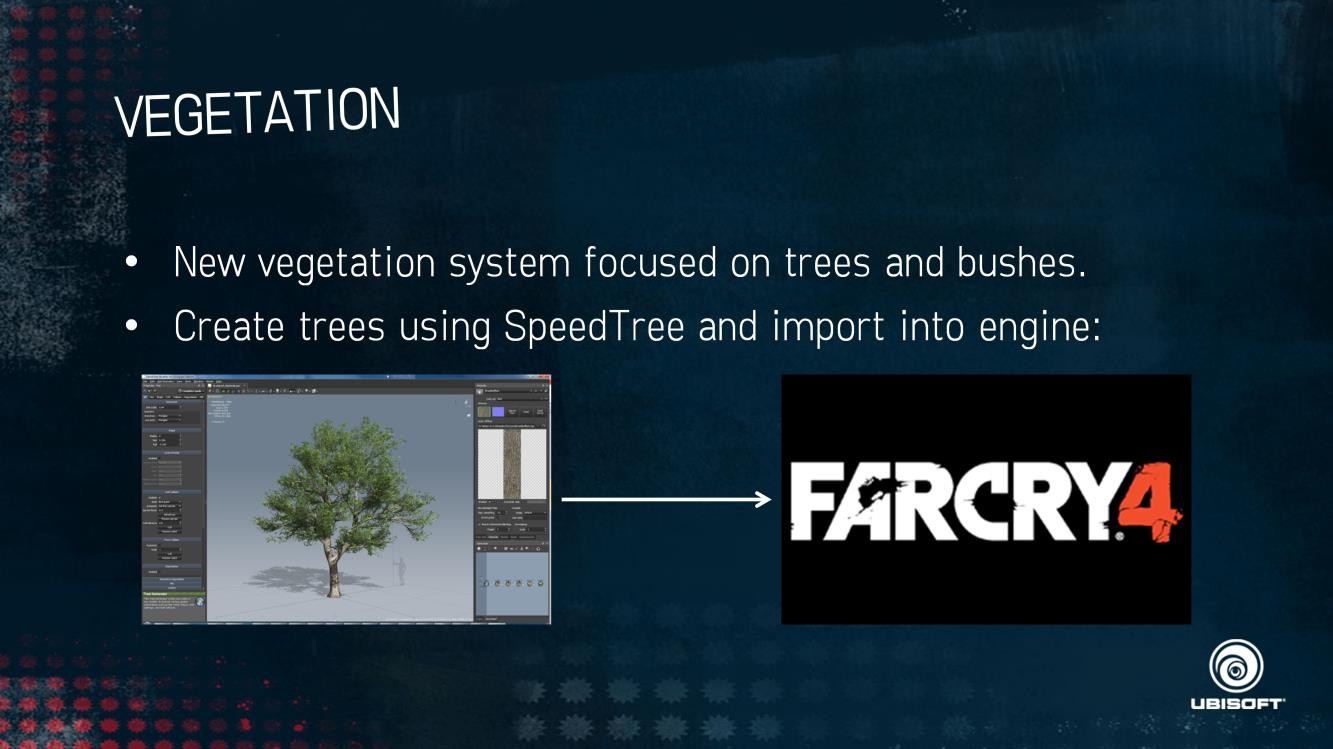 VEGETATION
• New vegetation system focused on trees and bushes.
• Create trees using SpeedTree and import into engine:
FARCRY4
UBISOFT